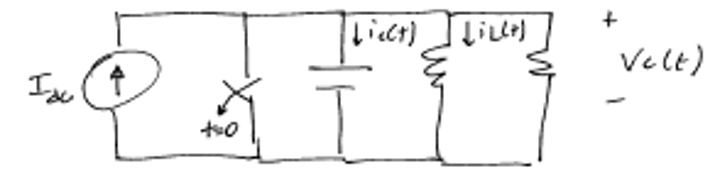 ic(t)
iL(t)
+
Vc(t)
-
Idc
t=0